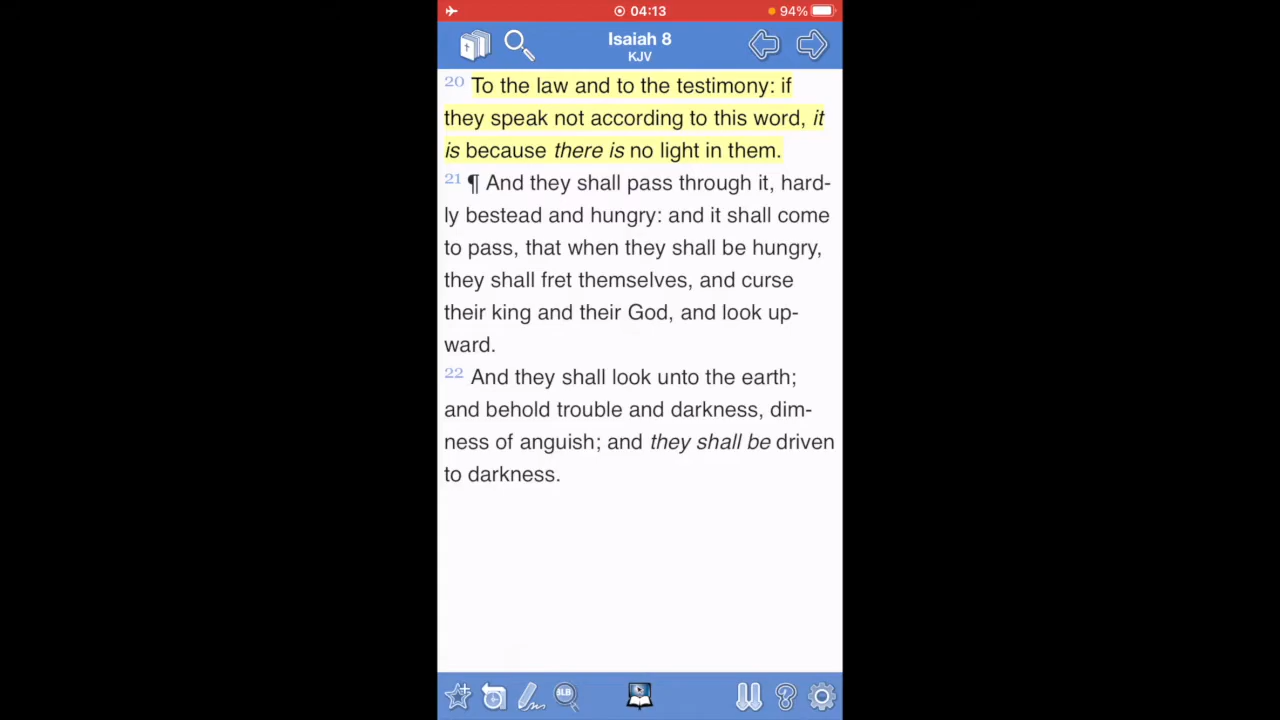 04:13
94%
Isaiah 8
KJV
20 To the law and to the testimony: if
they speak not according to this word, it
is because there is no light in them.
21 ¶ And they shall pass through it, hard-
ly bestead and hungry: and it shall come
to pass, that when they shall be hungry,
they shall fret themselves, and curse
their king and their God, and look up-
ward.
22 And they shall look unto the earth;
and behold trouble and darkness, dim-
ness of anguish; and they shall be driven
to darkness.
BLB